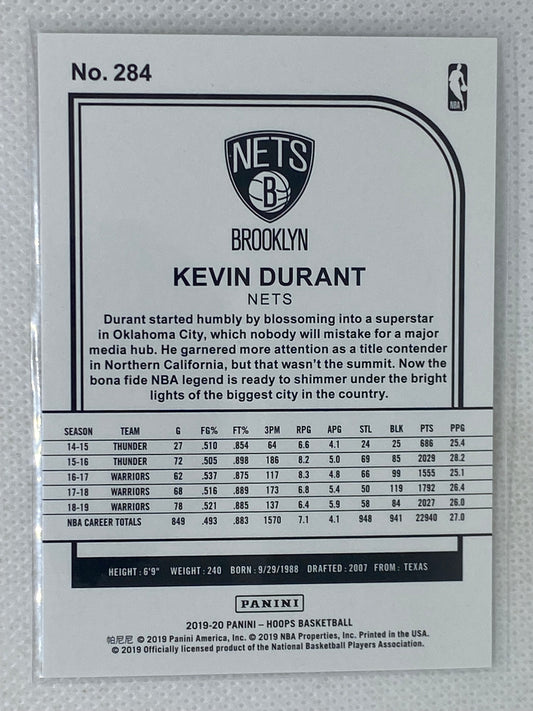 No. 284
NBA
NETS
B
BROOKLYN
KEVIN DURANT
NETS
Durant started humbly by blossoming into a superstar
in Oklahoma City, which nobody will mistake for a major
media hub. He garnered more attention as a title contender
in Northern California, but that wasn't the summit. Now the
bona fide NBA legend is ready to shimmer under the bright
lights of the biggest city in the country.
SEASON TEAM G FG% FT% 3PM RPG APG STL BLK PTS PPG
14-15 THUNDER 27 .510 .854 64 6.6 4.1 24 25 686 25.4
15-16 THUNDER 72 .505 .898 186 8.2 5.0 69 85 2029 28.2
16-17 WARRIORS 62 .537 .875 117 8.3 4.8 66 99 1555 25.1
17-18 WARRIORS 68 .516 .889 173 6.8 5.4 50 119 1792 26.4
18-19 WARRIORS 78 .521 .885 137 6.4 5.9 58 84 2027 26.0
NBA CAREER TOTALS 849 .493 .883 1570 7.1 4.1 948 941 22940 27.0
HEIGHT: 6'9" WEIGHT: 240 BORN: 9/29/1988 DRAFTED: 2007 FROM: TEXAS
PANINI
2019-20 PANINI – HOOPS BASKETBALL
帕尼尼 © 2019 Panini America, Inc. © 2019 NBA Properties, Inc. Printed in the USA.
© 2019 Officially licensed product of the National Basketball Players Association.